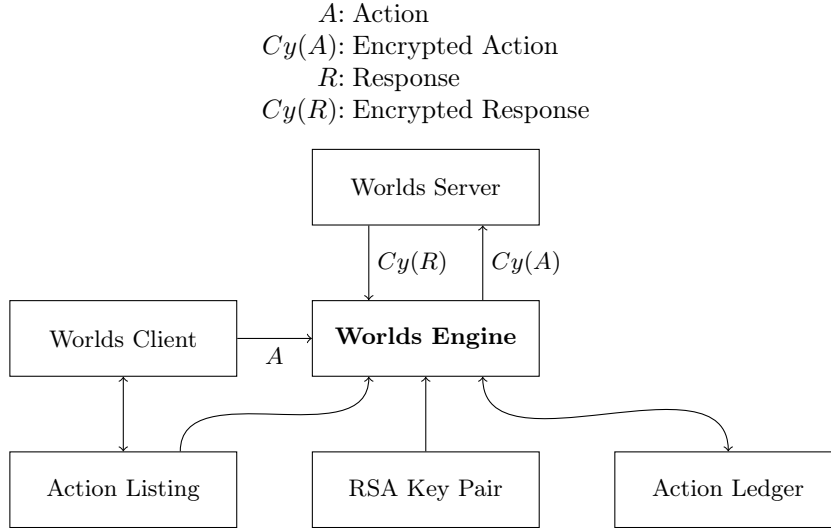 A: Action
Cy(A): Encrypted Action
R: Response
Cy(R): Encrypted Response
Worlds Server
Cy(R) Cy(A)
Worlds Client
A
Worlds Engine
Action Listing
RSA Key Pair
Action Ledger